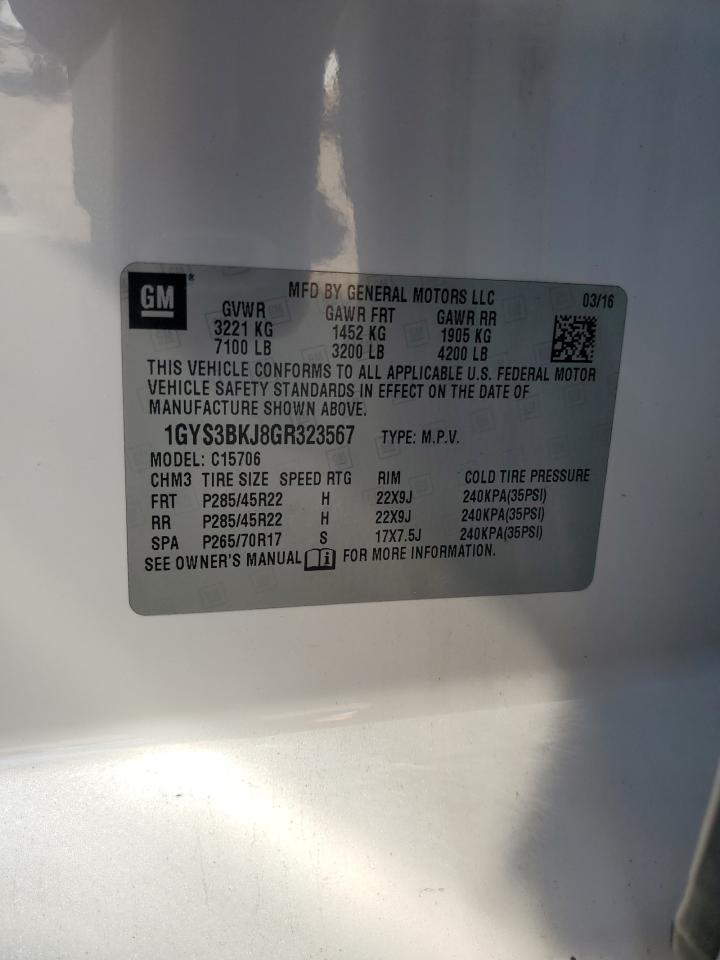 GM ®
MFD BY GENERAL MOTORS LLC 03/16
GVWR GAWR FRT GAWR RR
3221 KG 1452 KG 1905 KG
7100 LB 3200 LB 4200 LB
THIS VEHICLE CONFORMS TO ALL APPLICABLE U.S. FEDERAL MOTOR
VEHICLE SAFETY STANDARDS IN EFFECT ON THE DATE OF
MANUFACTURE SHOWN ABOVE.
1GYS3BKJ8GR323567 TYPE: M.P.V.
MODEL: C15706
CHM3 TIRE SIZE SPEED RTG RIM COLD TIRE PRESSURE
FRT P285/45R22 H 22X9J 240KPA(35PSI)
RR P285/45R22 H 22X9J 240KPA(35PSI)
SPA P265/70R17 S 17X7.5J 240KPA(35PSI)
SEE OWNER'S MANUAL i FOR MORE INFORMATION.